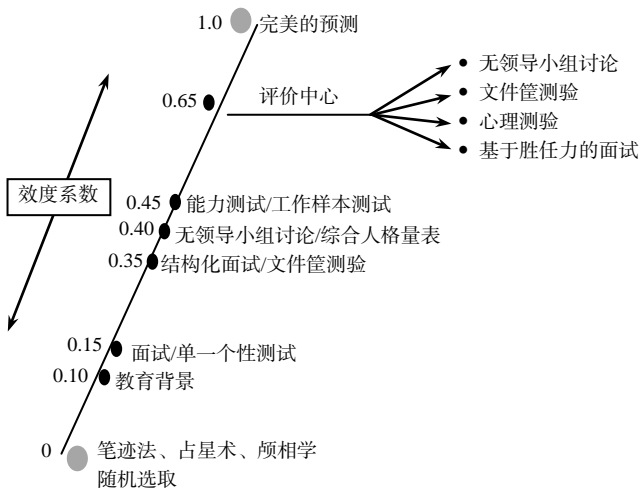 1.0 完美的预测
0.65 评价中心
• 无领导小组讨论
• 文件筐测验
• 心理测验
• 基于胜任力的面试
效度系数
0.45 能力测试/工作样本测试
0.40 无领导小组讨论/综合人格量表
0.35 结构化面试/文件筐测验
0.15 面试/单一个性测试
0.10 教育背景
0 笔迹法、占星术、颅相学
随机选取